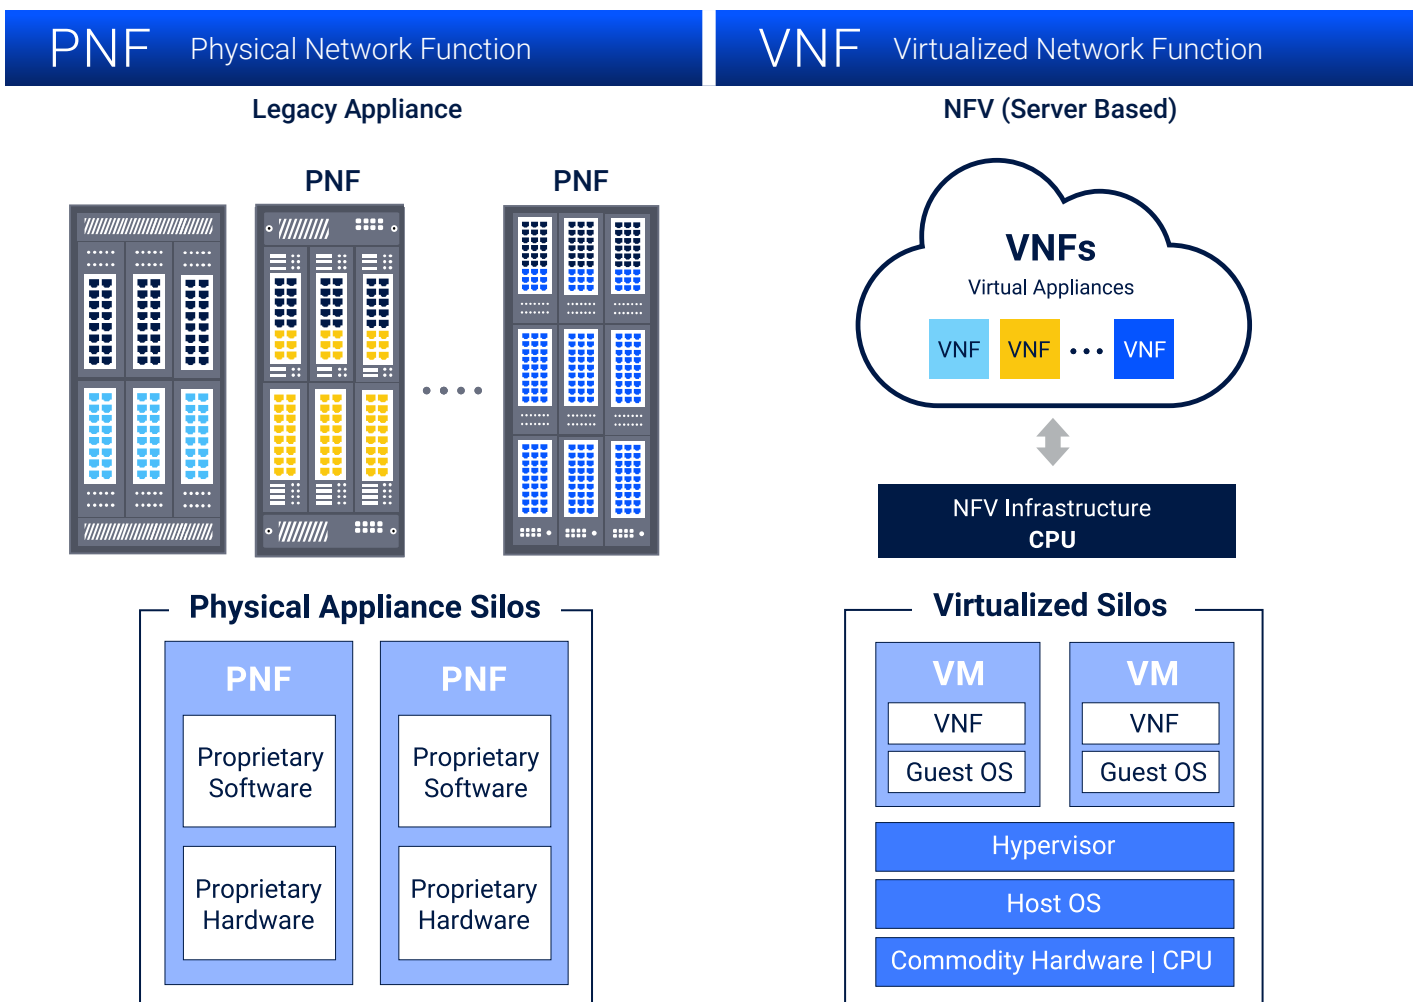 PNF Physical Network Function
Legacy Appliance
PNF
PNF
Physical Appliance Silos
PNF
Proprietary
Software
Proprietary
Hardware
PNF
Proprietary
Software
Proprietary
Hardware
VNF Virtualized Network Function
NFV (Server Based)
VNFs
Virtual Appliances
VNF
VNF
VNF
NFV Infrastructure
CPU
Virtualized Silos
VM
VNF
Guest OS
VM
VNF
Guest OS
Hypervisor
Host OS
Commodity Hardware | CPU